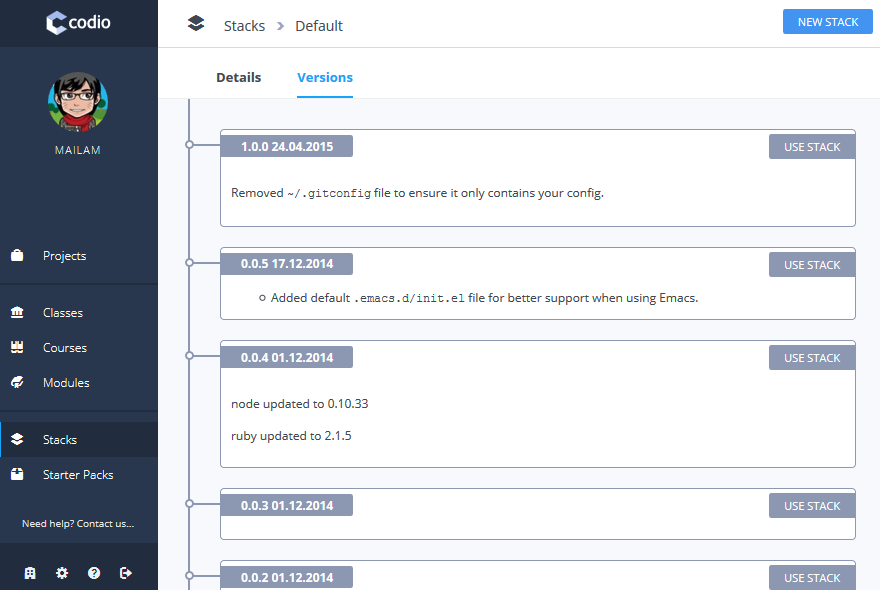 codio
Stacks > Default
NEW STACK
MAILAM
Details
Versions
1.0.0 24.04.2015
USE STACK
Removed ~/.gitconfig file to ensure it only contains your config.
0.0.5 17.12.2014
USE STACK
Added default .emacs.d/init.el file for better support when using Emacs.
0.0.4 01.12.2014
USE STACK
node updated to 0.10.33
ruby updated to 2.1.5
0.0.3 01.12.2014
USE STACK
0.0.2 01.12.2014
USE STACK
Projects
Classes
Courses
Modules
Stacks
Starter Packs
Need help? Contact us...